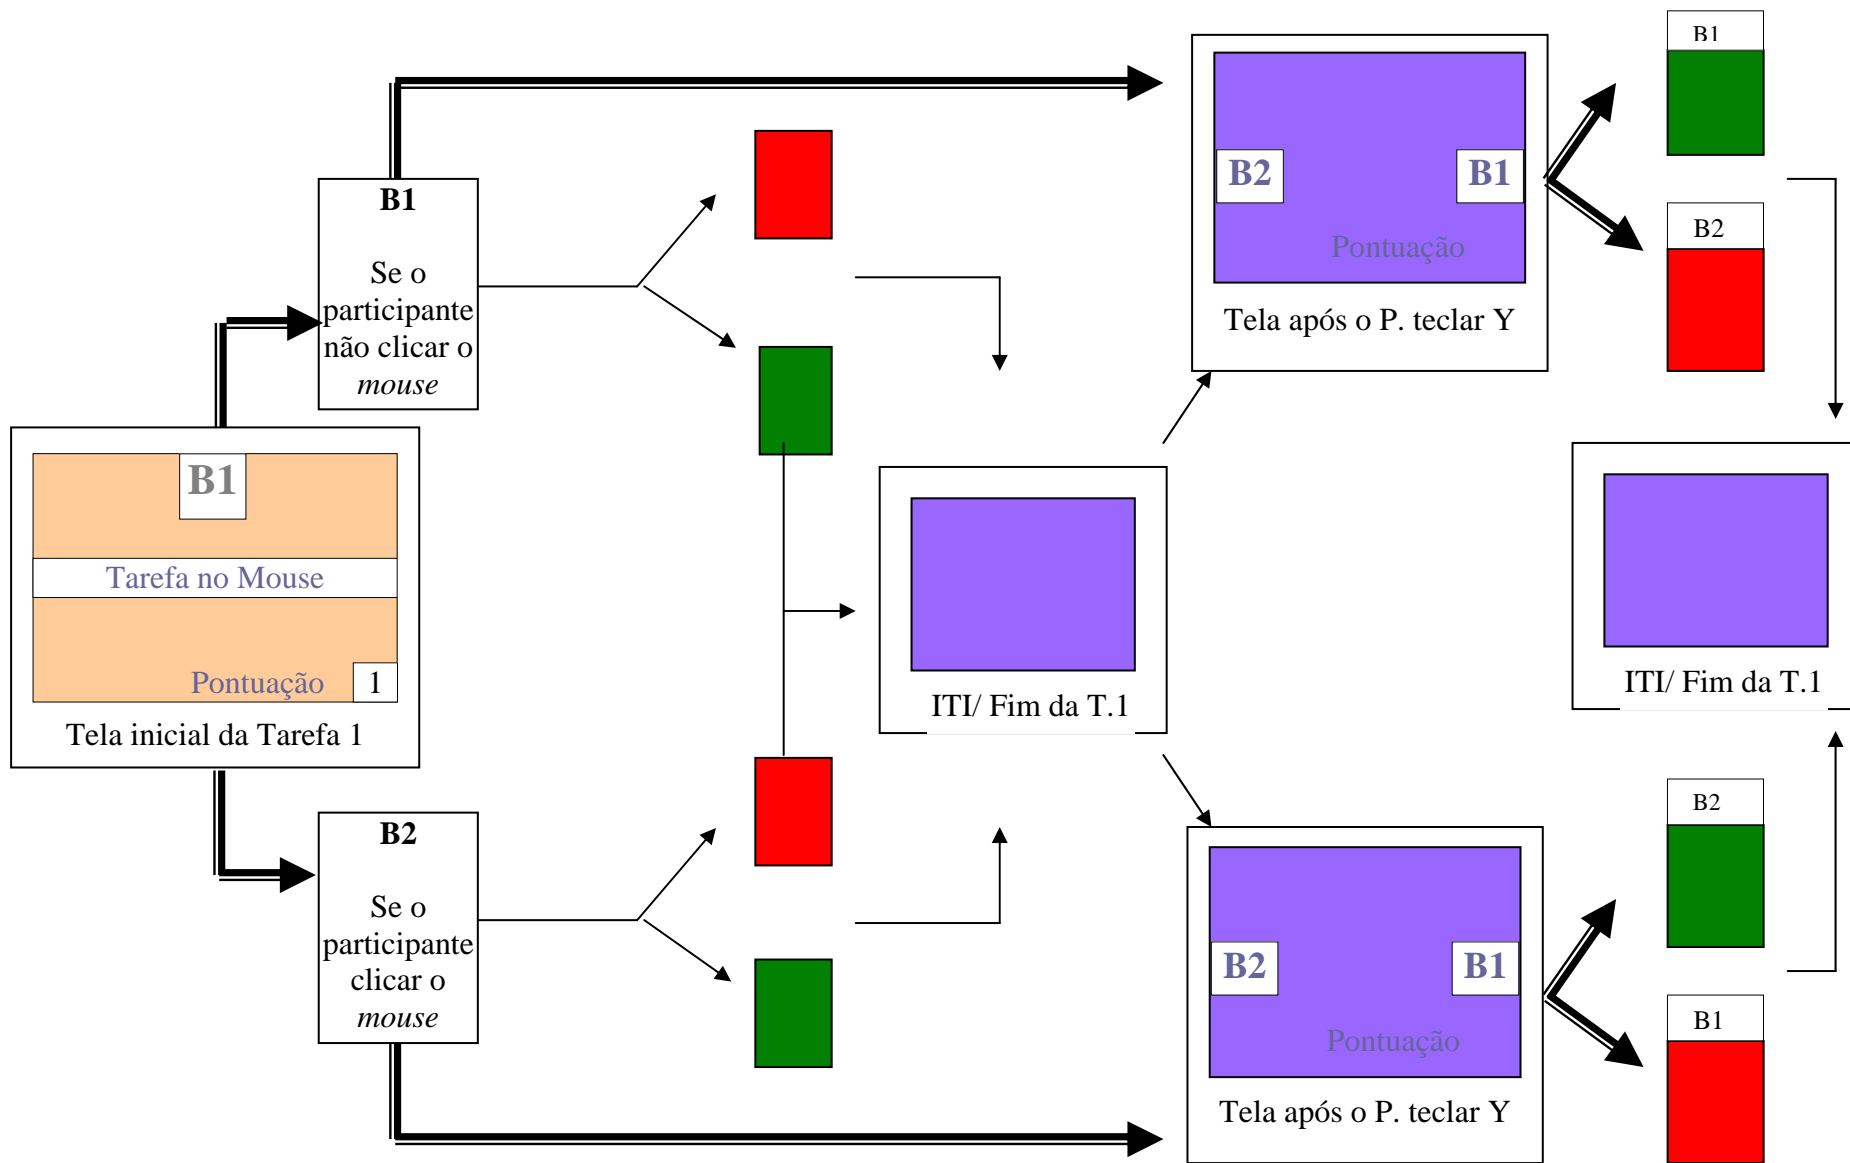 B1
Se o
participante
não clicar o
mouse
B1
Tarefa no Mouse
Pontuação
1
Tela inicial da Tarefa 1
B2
Se o
participante
clicar o
mouse
ITI/ Fim da T.1
B2
B1
Pontuação
Tela após o P. teclar Y
B2
B1
Pontuação
Tela após o P. teclar Y
B1
B2
ITI/ Fim da T.1
B2
B1